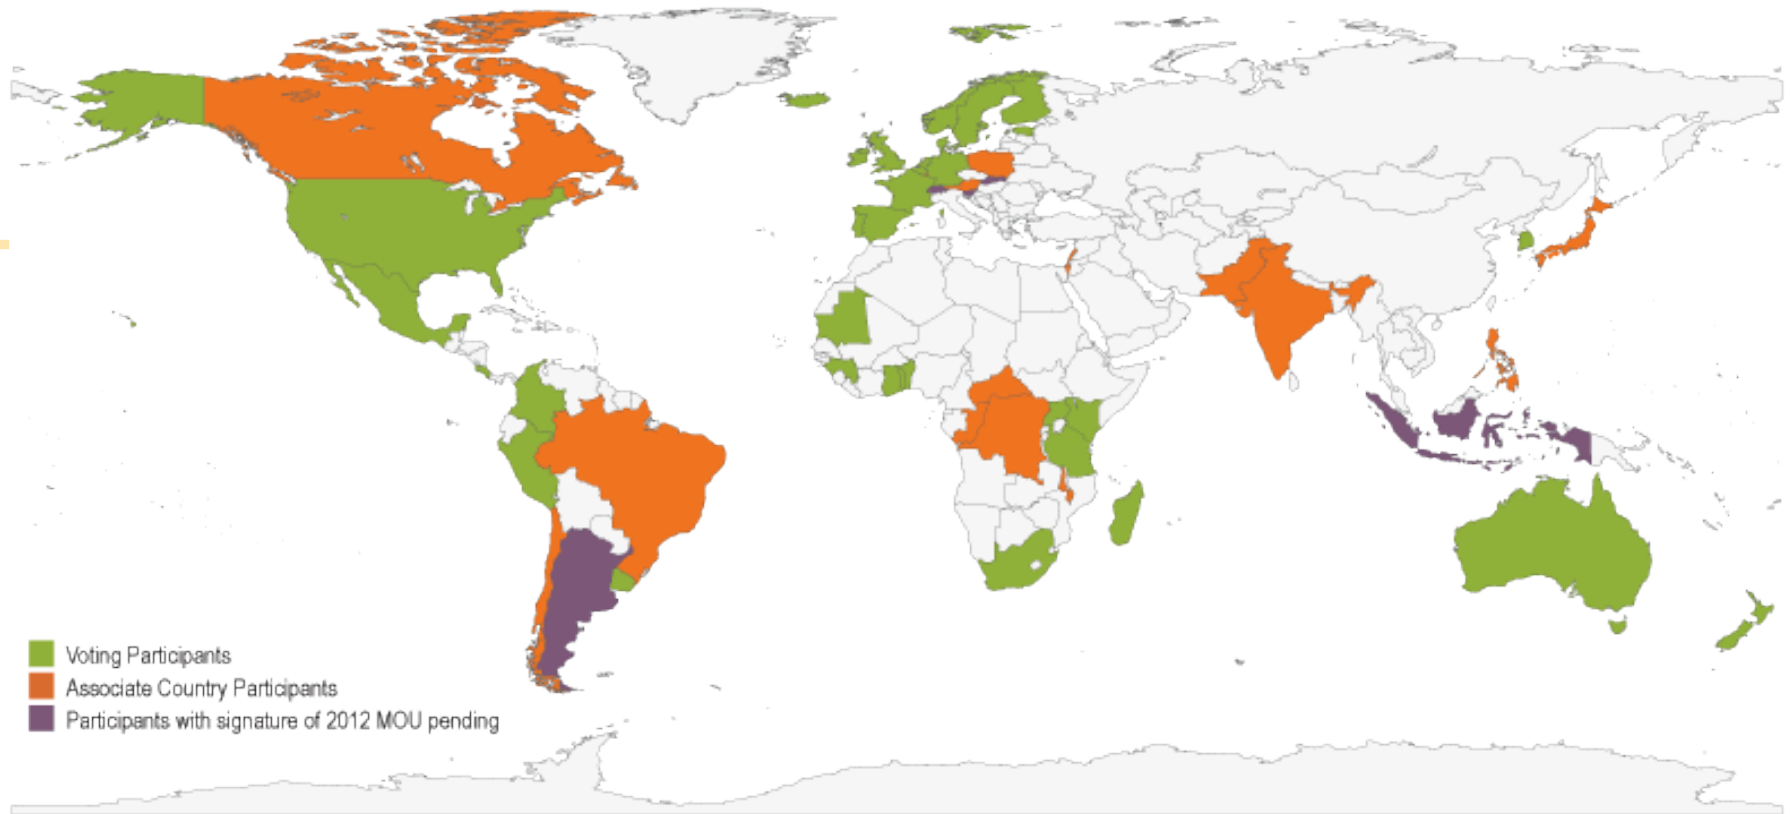 Voting Participants
Associate Country Participants
Participants with signature of 2012 MOU pending